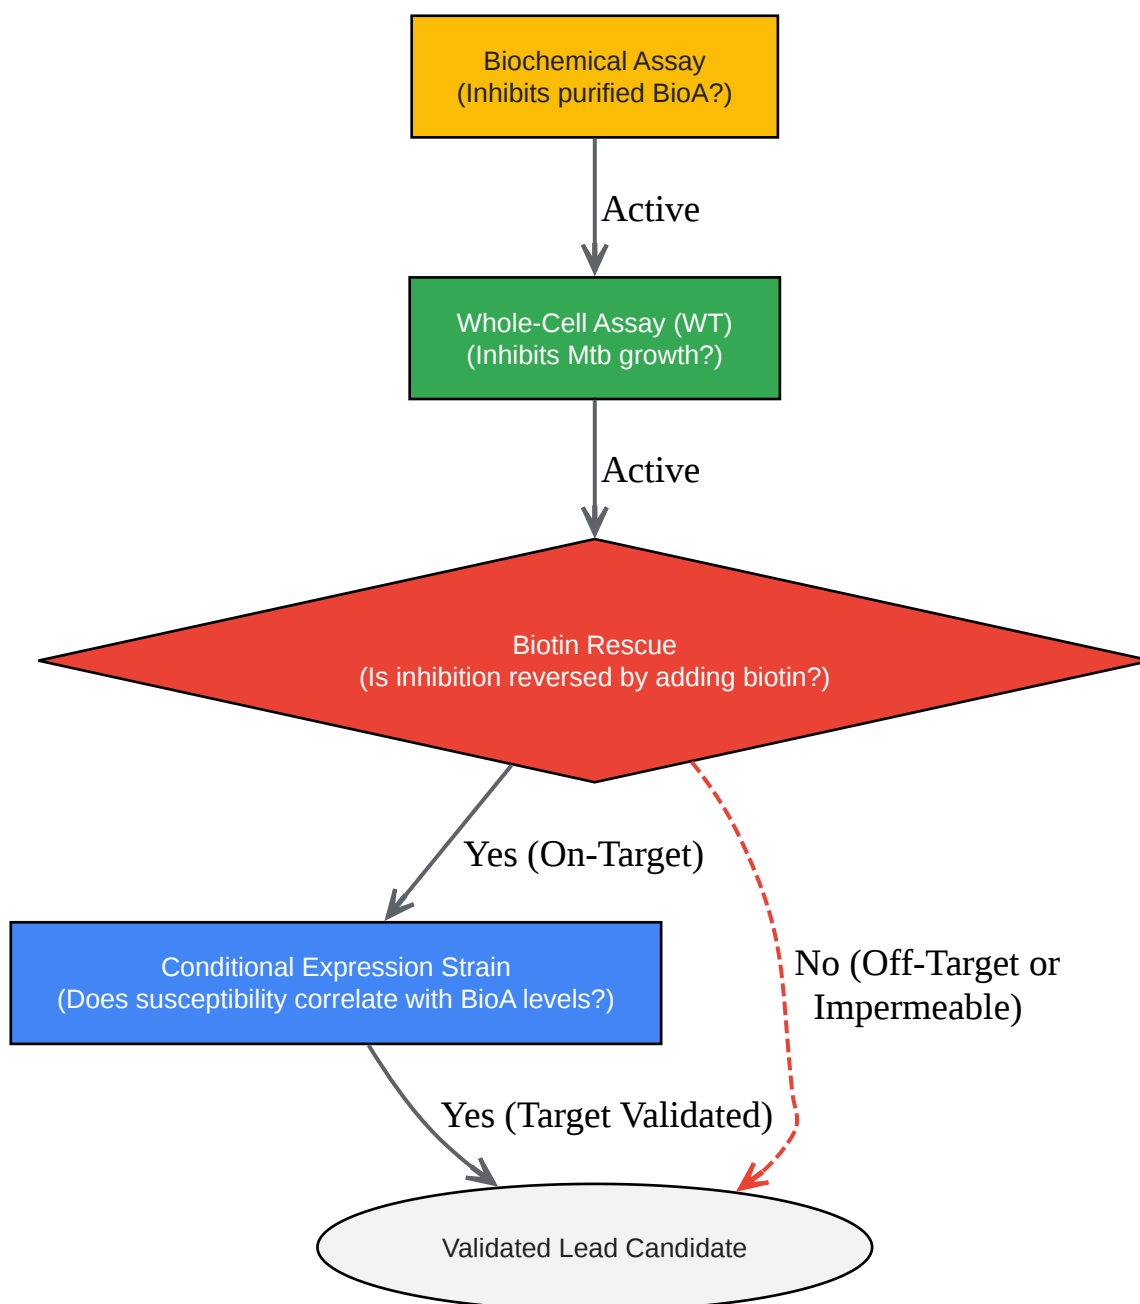 Biochemical Assay
(Inhibits purified BioA?)
Active
Whole-Cell Assay (WT)
(Inhibits Mtb growth?)
Active
Biotin Rescue
(Is inhibition reversed by adding biotin?)
Yes (On-Target)
Conditional Expression Strain
(Does susceptibility correlate with BioA levels?)
No (Off-Target or
Impermeable)
Yes (Target Validated)
Validated Lead Candidate